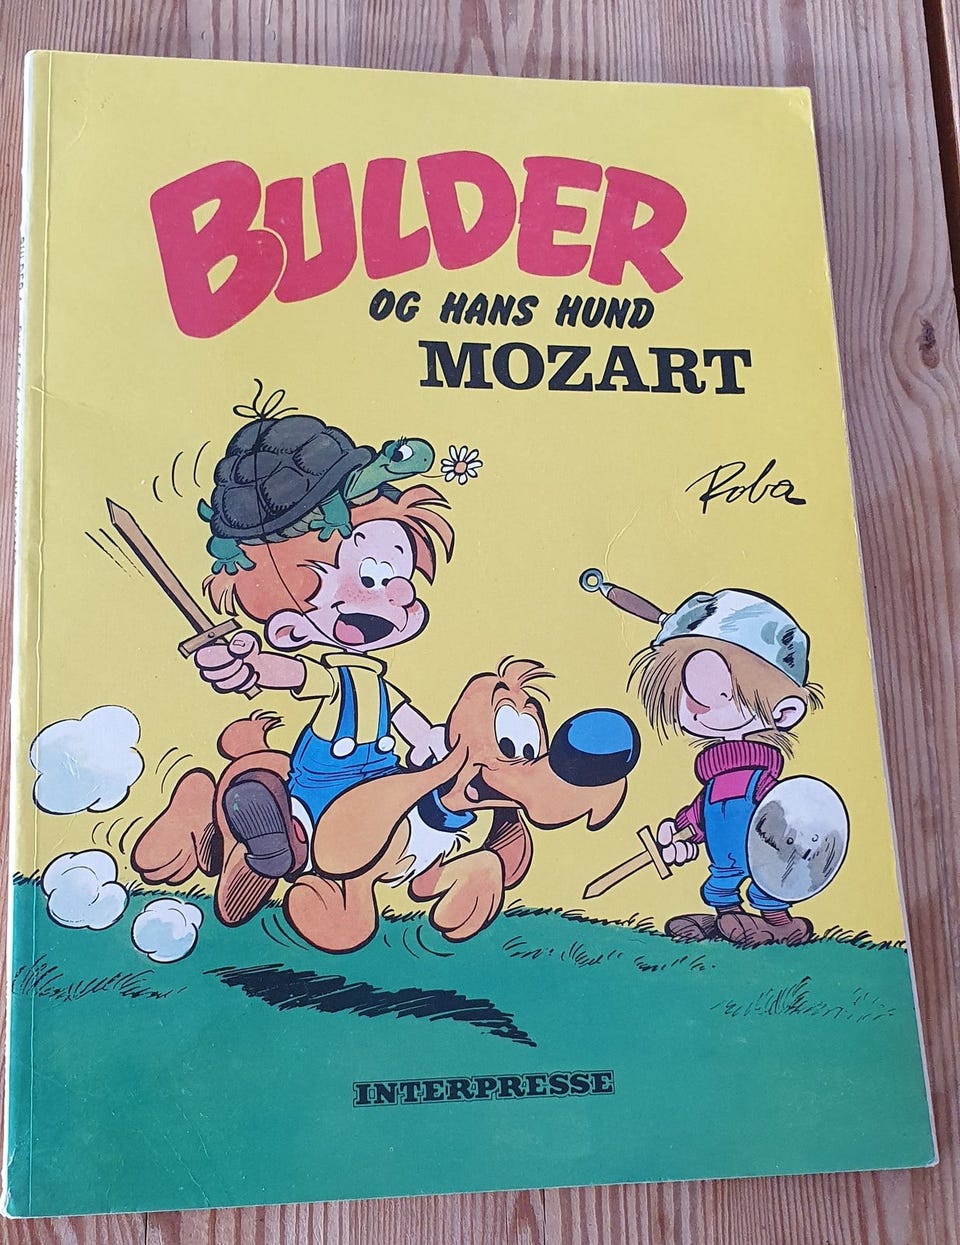 BULDER
OG HANS HUND
MOZART
Roba
INTERPRESSE